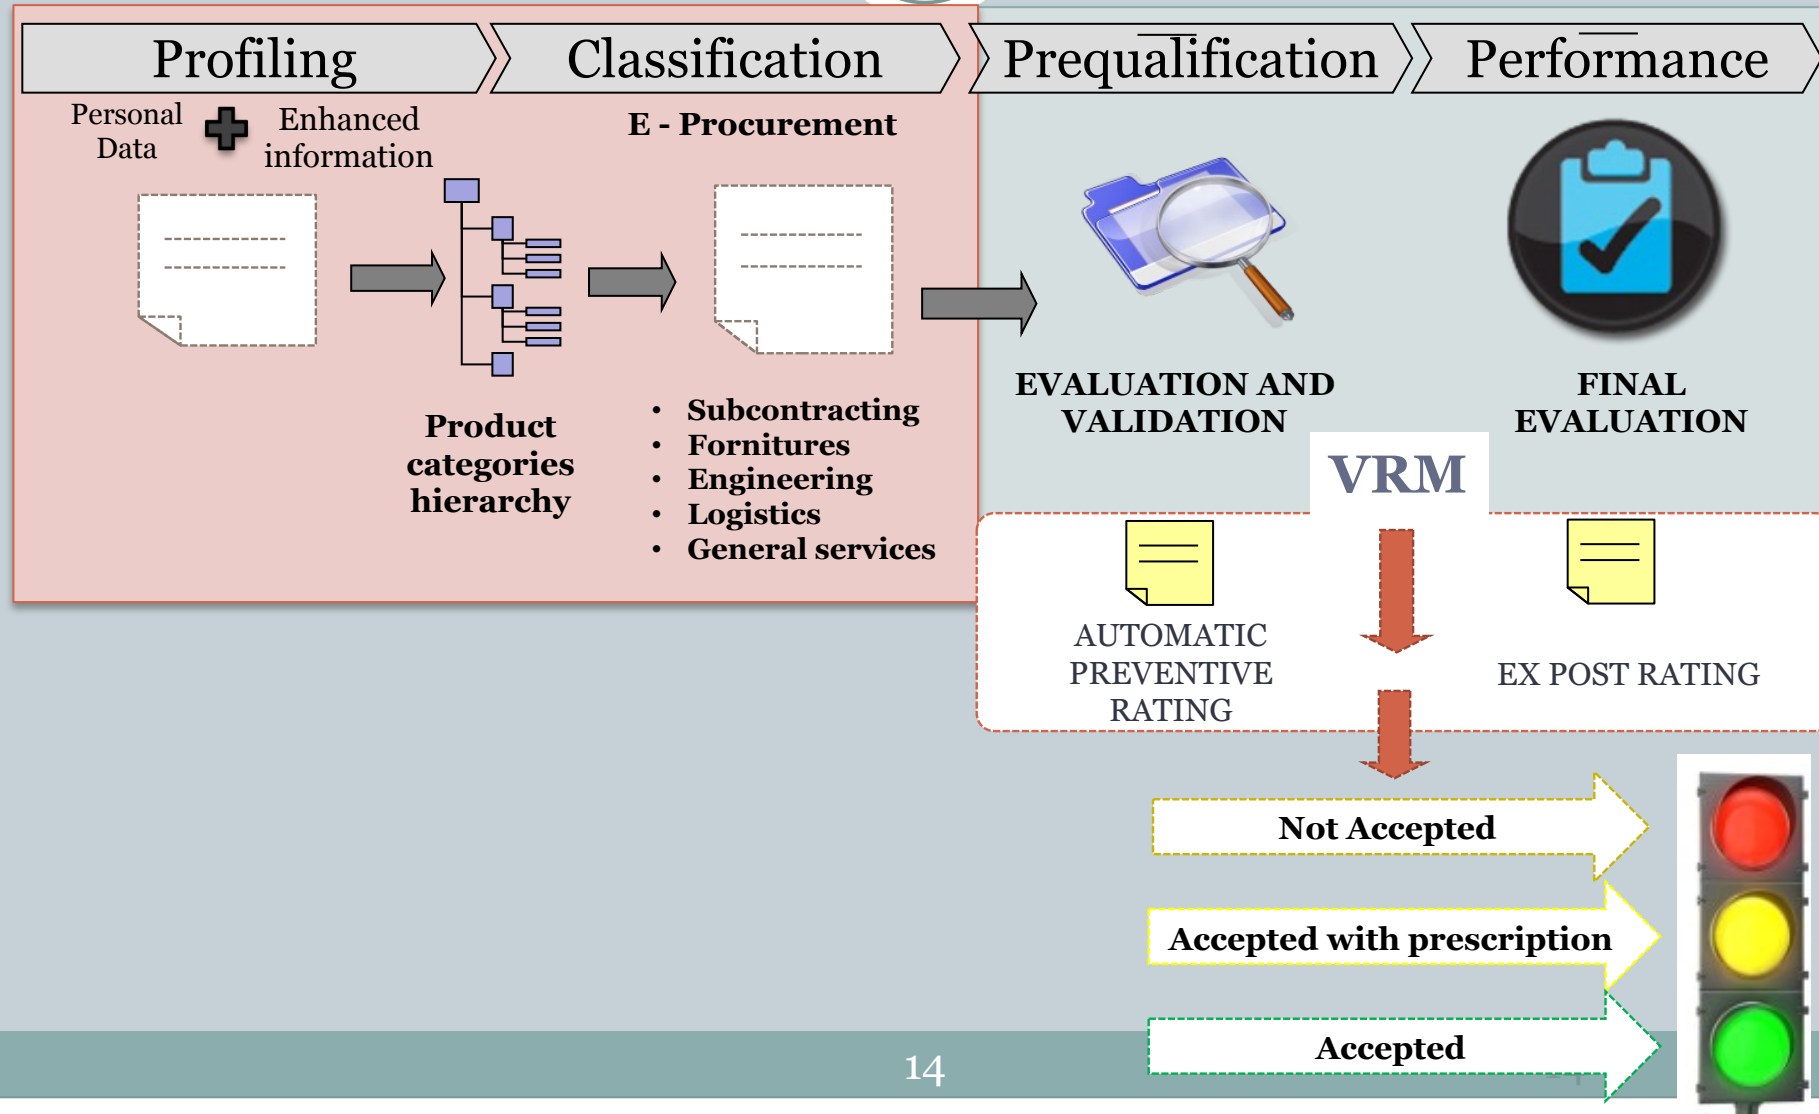 Profiling
Classification
Prequalification
Performance
Personal
Data
Enhanced
information
E - Procurement
Product
categories
hierarchy
• Subcontracting
• Fornitures
• Engineering
• Logistics
• General services
EVALUATION AND
VALIDATION
FINAL
EVALUATION
VRM
AUTOMATIC
PREVENTIVE
RATING
EX POST RATING
Not Accepted
Accepted with prescription
Accepted
14